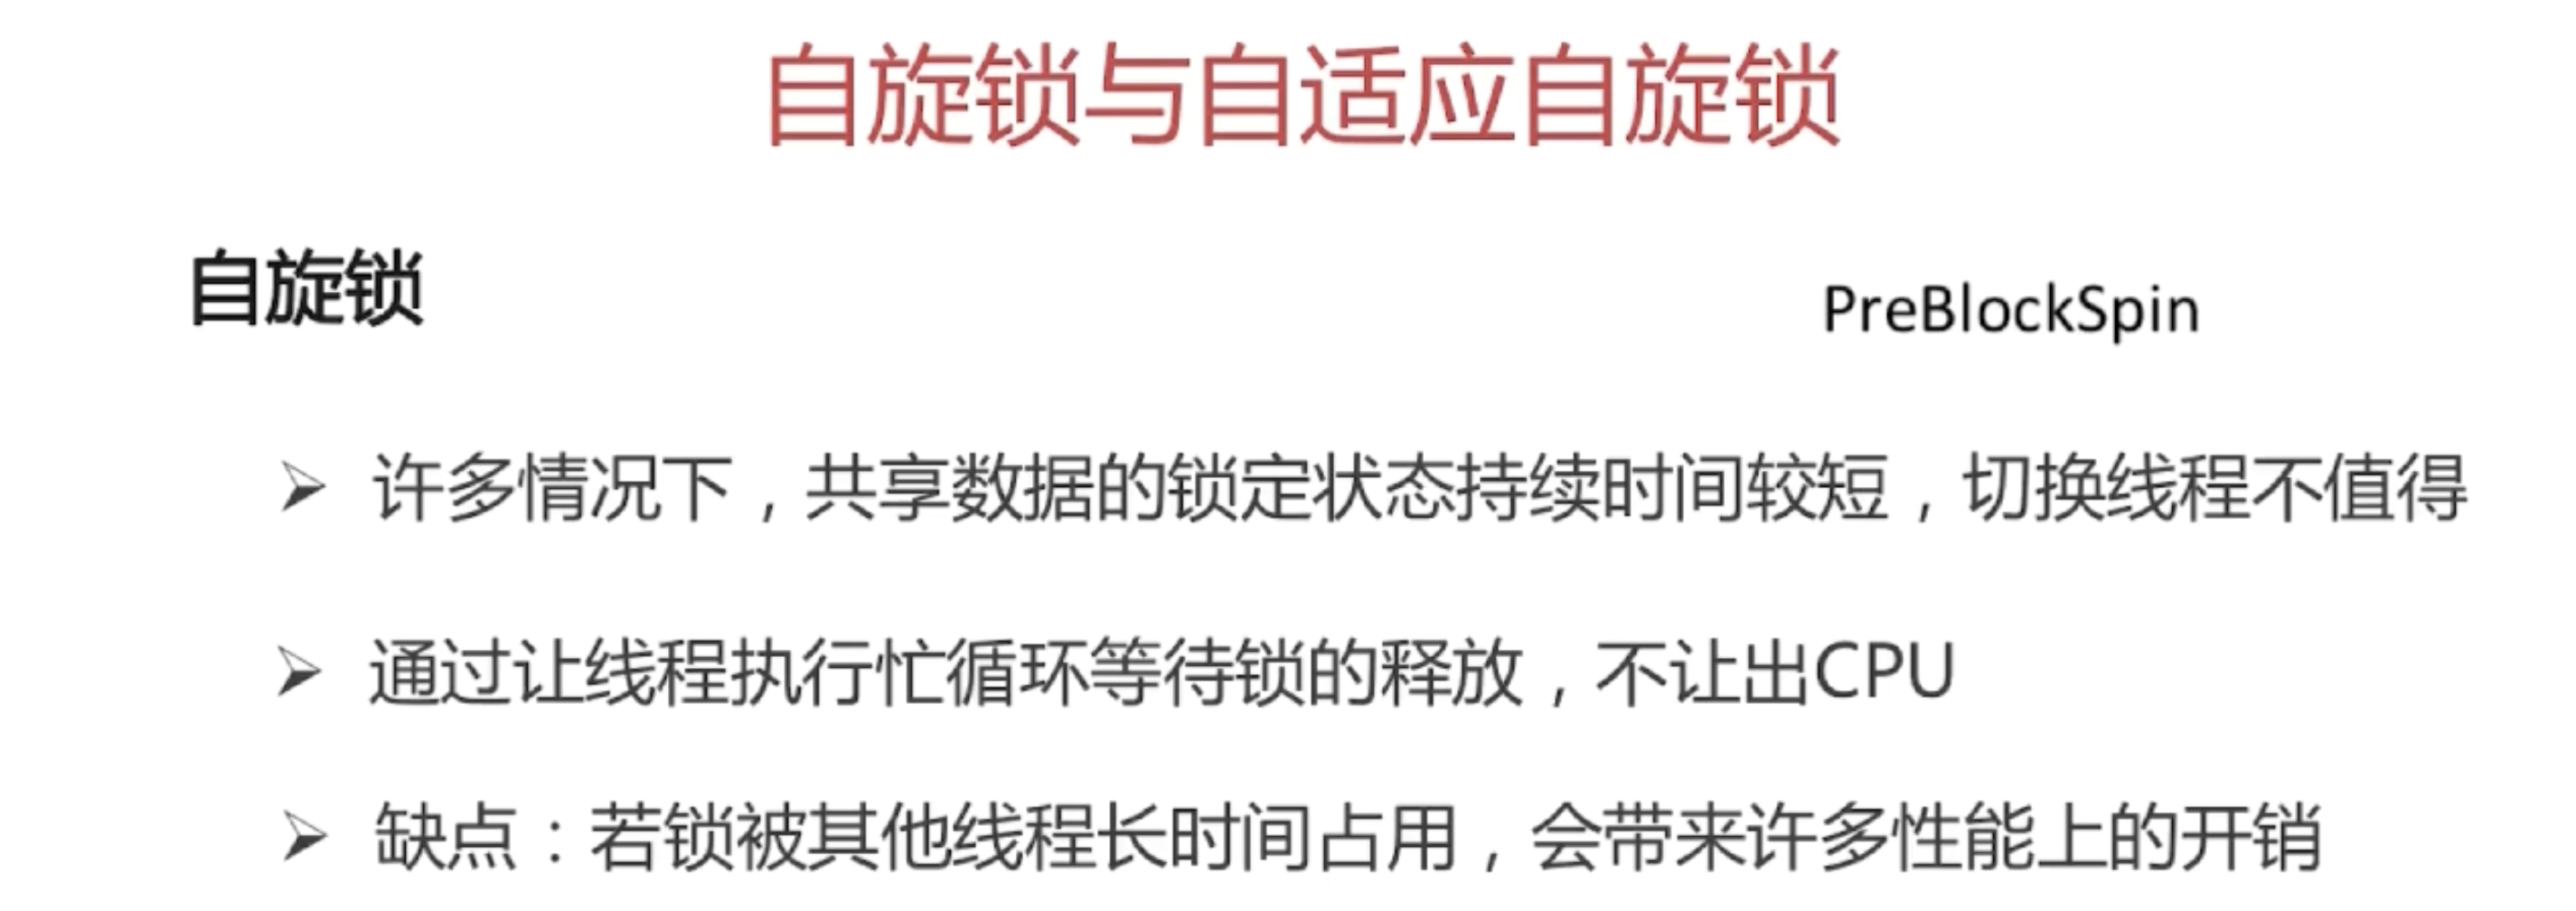 自旋锁与自适应自旋锁
自旋锁
PreBlockSpin
许多情况下，共享数据的锁定状态持续时间较短，切换线程不值得
通过让线程执行忙循环等待锁的释放，不让出CPU
缺点：若锁被其他线程长时间占用，会带来许多性能上的开销